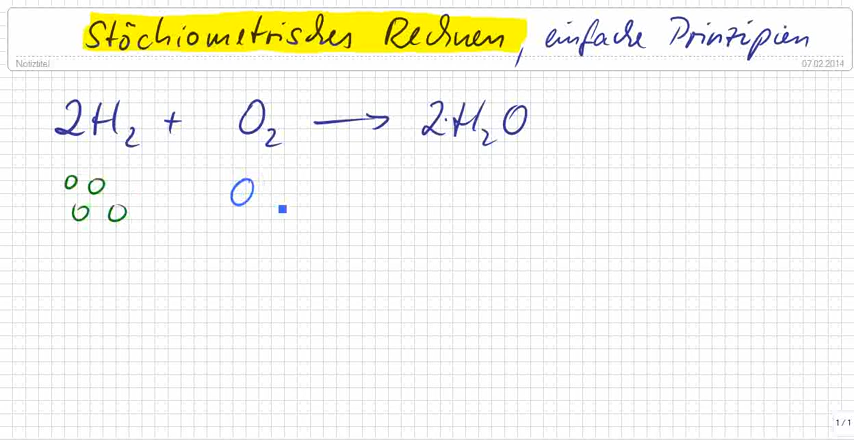 Stöchiometrisches Rechnen, einfache Prinzipien
Notiztitel
07.02.2014
2H₂ + O₂ → 2·H₂O
1 / 1